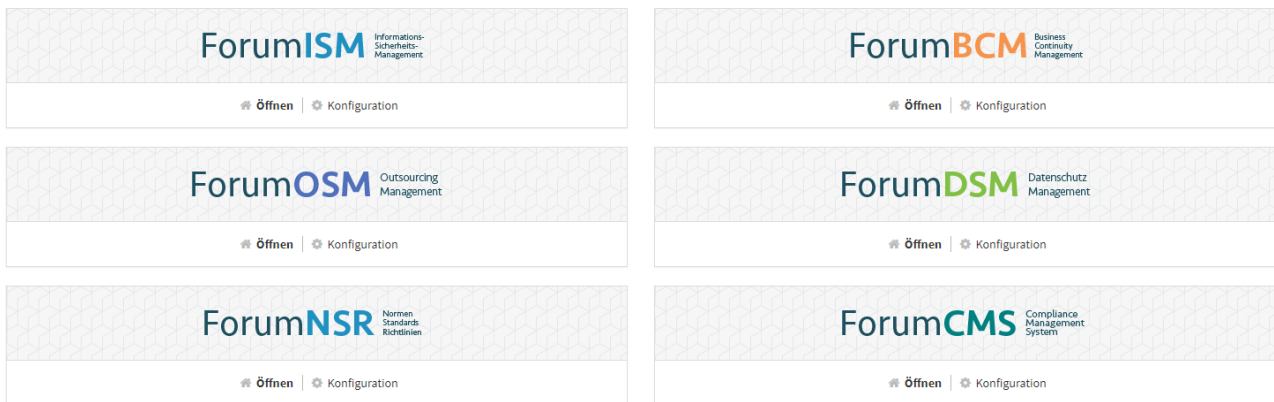 ForumISM Informations-
Sicherheits-
Management
Öffnen Konfiguration
ForumBCM Business
Continuity
Management
Öffnen Konfiguration
ForumOSM Outsourcing
Management
Öffnen Konfiguration
ForumDSM Datenschutz
Management
Öffnen Konfiguration
ForumNSR Normen
Standards
Richtlinien
Öffnen Konfiguration
ForumCMS Compliance
Management
System
Öffnen Konfiguration